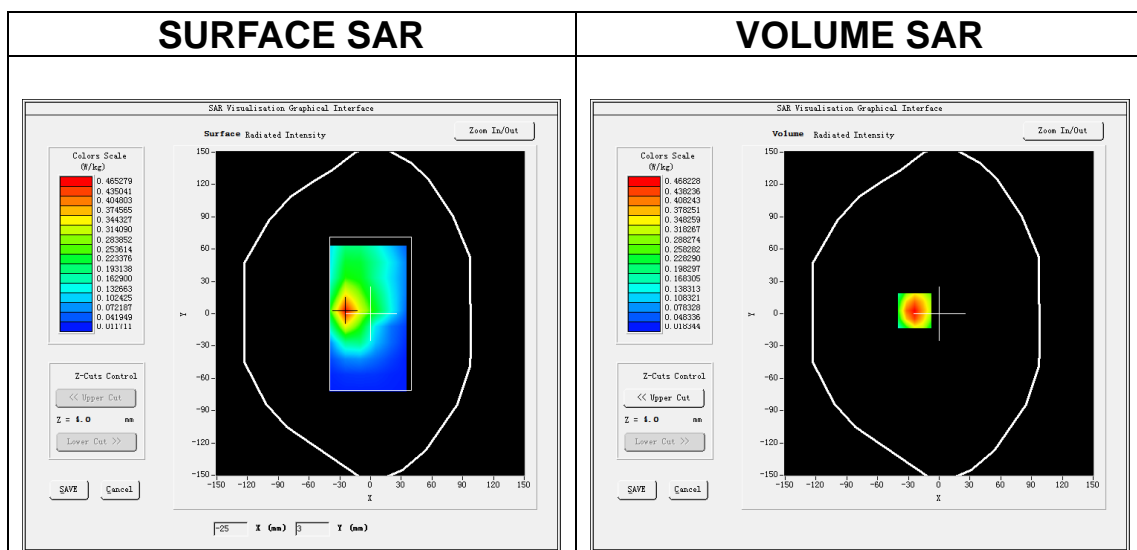 SURFACE SAR
VOLUME SAR
SAR Visualisation Graphical Interface
Surface Radiated Intensity
Zoom In/Out
Colors Scale
(W/kg)
0.465279
0.435041
0.404803
0.374565
0.344327
0.314090
0.283852
0.253614
0.223376
0.193138
0.162900
0.132663
0.102425
0.072187
0.041949
0.011711
Z-Cuts Control
<< Upper Cut
Z = 4.0 mm
Lower Cut >>
SAVE
Cancel
150
120
90
60
30
0
-30
-60
-90
-120
-150
Y
-150 -120 -90 -60 -30 0 30 60 90 120 150
X
-25 X (mm) 3 Y (mm)
SAR Visualisation Graphical Interface
Volume Radiated Intensity
Zoom In/Out
Colors Scale
(W/kg)
0.468228
0.438236
0.408243
0.378251
0.348259
0.318267
0.288274
0.258282
0.228290
0.198297
0.168305
0.138313
0.108321
0.078328
0.048336
0.018344
Z-Cuts Control
<< Upper Cut
Z = 4.0 mm
Lower Cut >>
SAVE
Cancel
150
120
90
60
30
0
-30
-60
-90
-120
-150
Y
-150 -120 -90 -60 -30 0 30 60 90 120 150
X